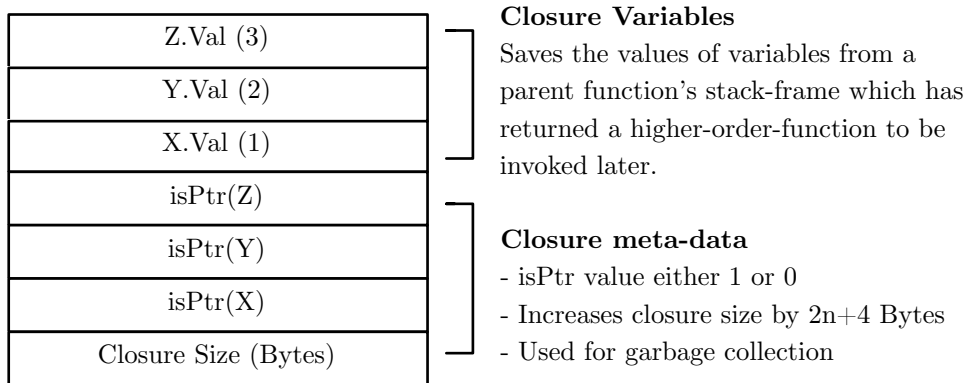 Z.Val (3)
Y.Val (2)
X.Val (1)
isPtr(Z)
isPtr(Y)
isPtr(X)
Closure Size (Bytes)
Closure Variables
Saves the values of variables from a
parent function's stack-frame which has
returned a higher-order-function to be
invoked later.
Closure meta-data
- isPtr value either 1 or 0
- Increases closure size by 2n+4 Bytes
- Used for garbage collection